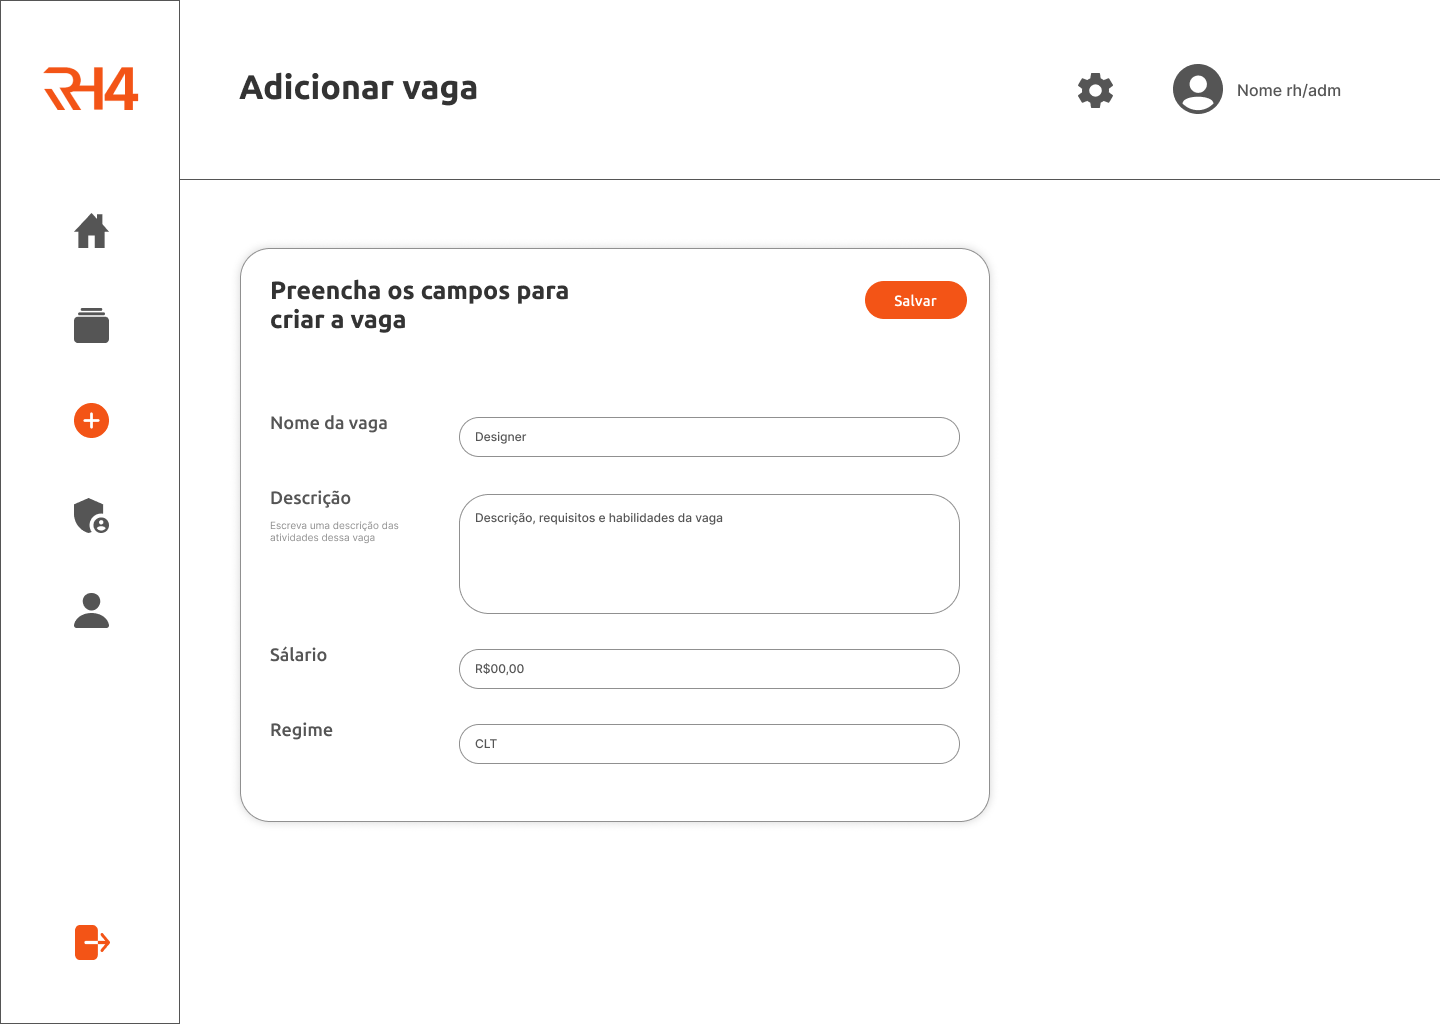 RH4
Adicionar vaga
Nome rh/adm
Preencha os campos para
criar a vaga
Salvar
Nome da vaga
Designer
Descrição
Escreva uma descrição das
atividades dessa vaga
Descrição, requisitos e habilidades da vaga
Sálario
R$00,00
Regime
CLT